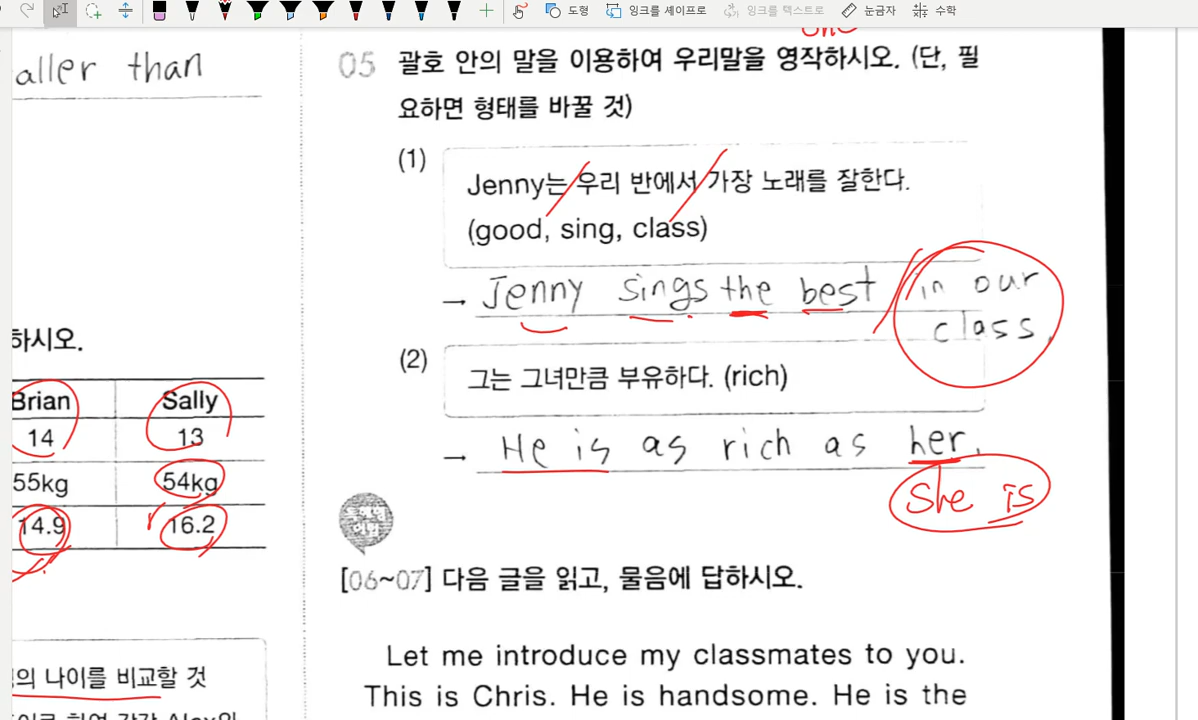 도형
잉크를 셰이프로
잉크를 텍스트로
눈금자
수학
aller than
하시오.
Brian Sally
14 13
55kg 54kg
14.9 16.2
의 나이를 비교할 것
05 괄호 안의 말을 이용하여 우리말을 영작하시오. (단, 필
요하면 형태를 바꿀 것)
(1)
Jenny는 우리 반에서 가장 노래를 잘한다.
(good, sing, class)
→ Jenny sings the best in our
class.
(2)
그는 그녀만큼 부유하다. (rich)
→ He is as rich as her.
She is
[06~07] 다음 글을 읽고, 물음에 답하시오.
Let me introduce my classmates to you.
This is Chris. He is handsome. He is the